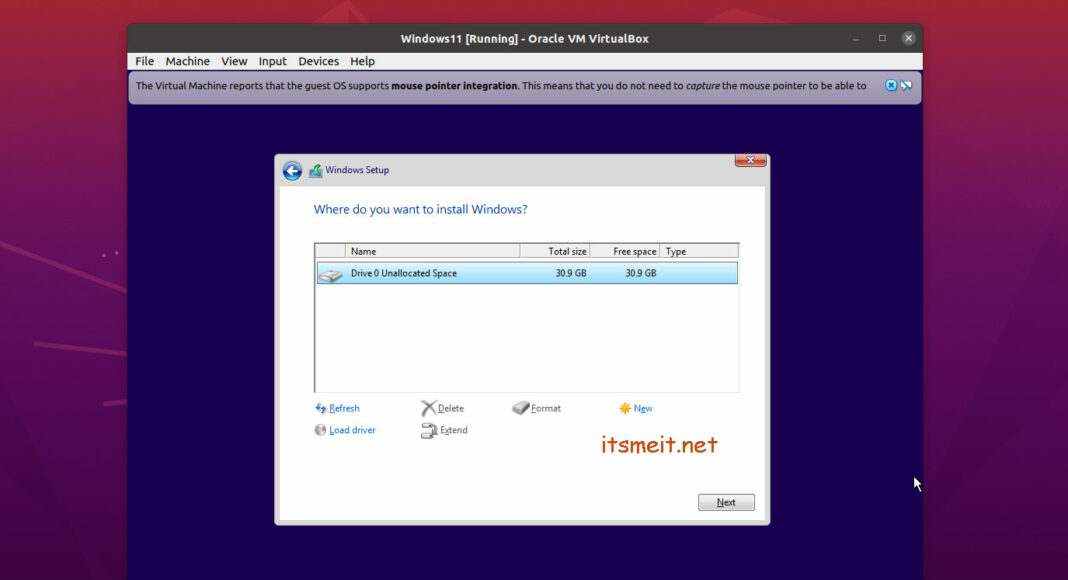 Windows11 [Running] - Oracle VM VirtualBox
File Machine View Input Devices Help
The Virtual Machine reports that the guest OS supports mouse pointer integration. This means that you do not need to capture the mouse pointer to be able to
Windows Setup
Where do you want to install Windows?
Name Total size Free space Type
Drive 0 Unallocated Space 30.9 GB 30.9 GB
Refresh Delete Format New
Load driver Extend
itsmeit.net
Next